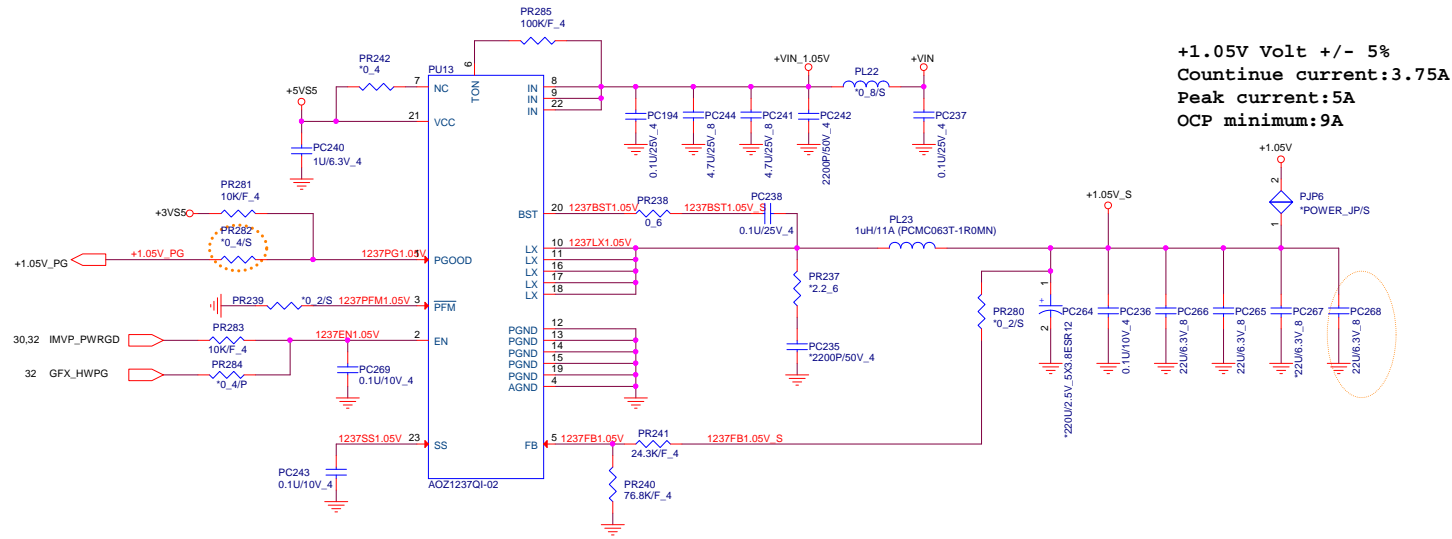 PR285
100K/F_4
+1.05V Volt +/- 5%
Countinue current:3.75A
Peak current:5A
OCP minimum:9A
PR242
*0_4
6
PU13
TON
+VIN_1.05V
+VIN
PL22
*0_8/S
+5VS5
7
NC
21
VCC
IN
8
IN
9
IN
22
PC240
1U/6.3V_4
PC194
0.1U/25V_4
PC244
4.7U/25V_8
PC241
4.7U/25V_8
PC242
2200P/50V_4
PC237
0.1U/25V_4
+1.05V
2
PJP6
*POWER_JP/S
1
PR281
10K/F_4
+3VS5
PR282
*0_4/S
BST
20
1237BST1.05V
PR238
0_6
1237BST1.05V_S
PC238
0.1U/25V_4
+1.05V_S
PL23
1uH/11A (PCMC063T-1R0MN)
+1.05V_PG
+1.05V_PG
1237PG1.05V
1
PGOOD
LX
10
1237LX1.05V
LX
11
LX
16
LX
17
LX
18
PR237
*2.2_6
PR239
*0_2/S
1237PFM1.05V
3
PFM
PR280
*0_2/S
1
+
PC264
2
*220U/2.5V_5X3.8ESR12
PC236
0.1U/10V_4
PC266
22U/6.3V_8
PC265
22U/6.3V_8
PC267
*22U/6.3V_8
PC268
22U/6.3V_8
30,32 IMVP_PWRGD
PR283
10K/F_4
1237EN1.05V
2
EN
32 GFX_HWPG
PR284
*0_4/P
PC269
0.1U/10V_4
PGND
12
PGND
13
PGND
14
PGND
15
PGND
19
AGND
4
PC235
*2200P/50V_4
1237SS1.05V
23
SS
FB
5
1237FB1.05V
PR241
24.3K/F_4
1237FB1.05V_S
PC243
0.1U/10V_4
AOZ1237QI-02
PR240
76.8K/F_4